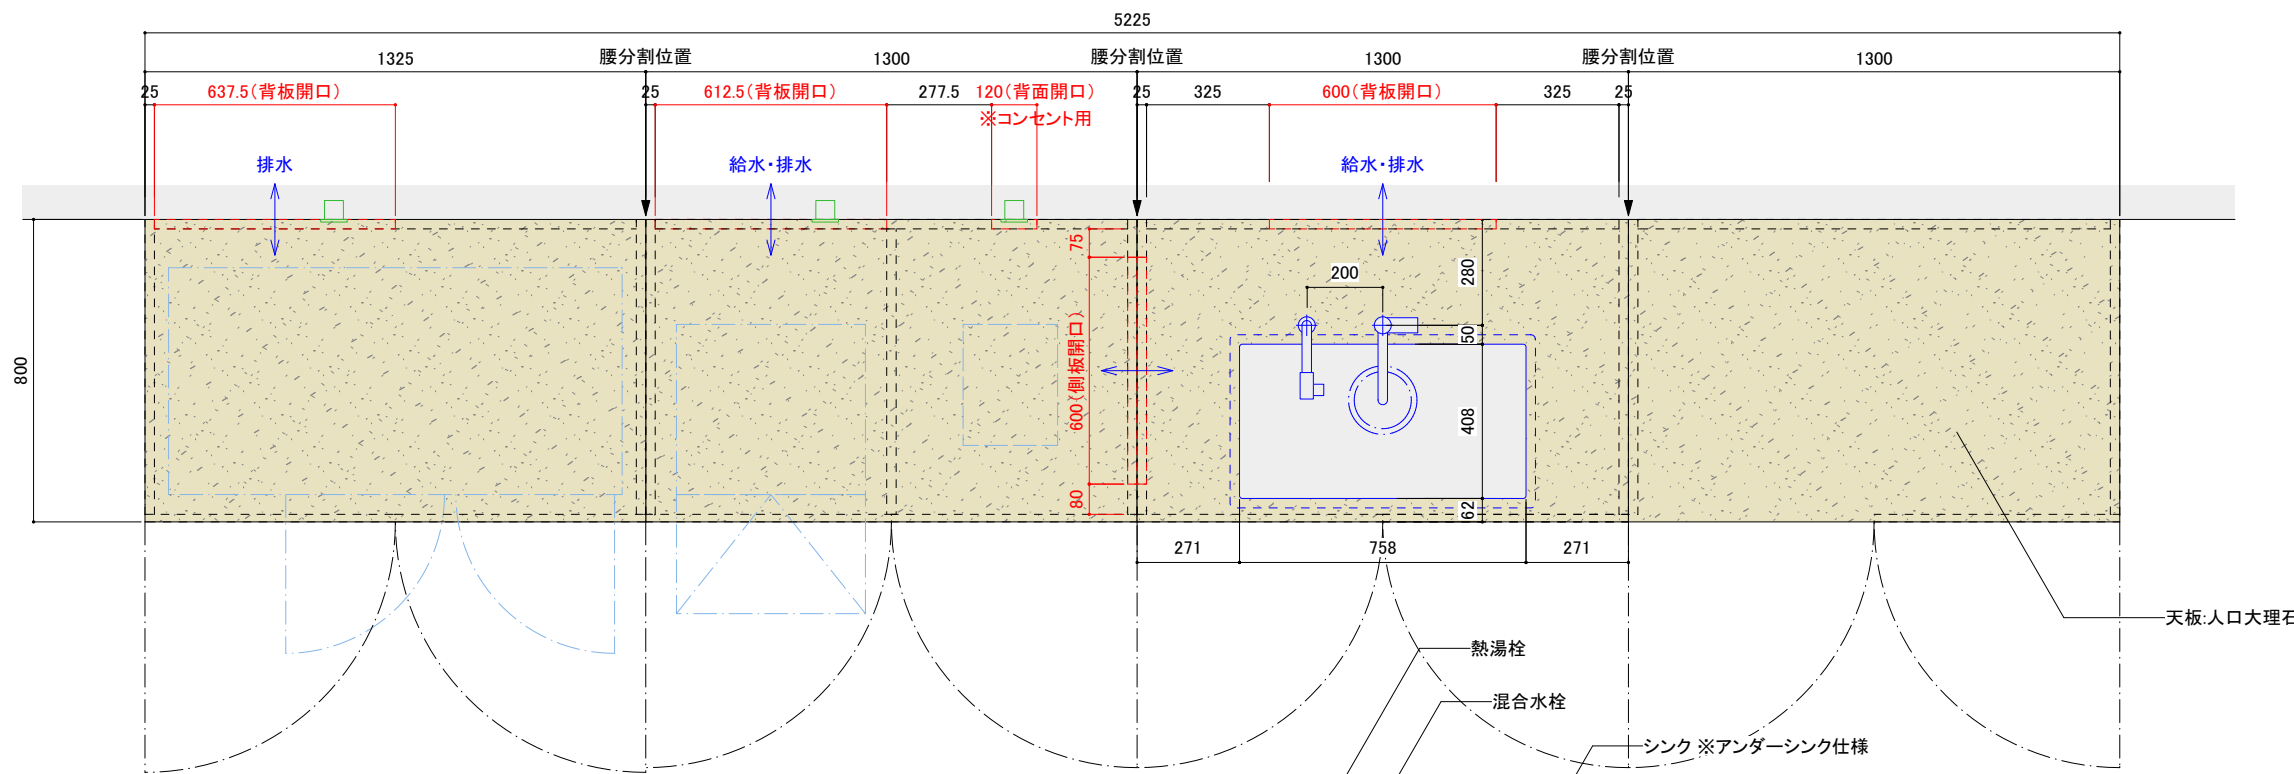 5225
1325
腰分割位置
1300
腰分割位置
1300
腰分割位置
1300
25
637.5(背板開口)
25
612.5(背板開口)
277.5
120(背面開口)
※コンセント用
25
325
600(背板開口)
325
25
排水
給水・排水
給水・排水
800
75
600(側板開口)
80
200
280
50
408
62
271
758
271
天板:人口大理石
熱湯栓
混合水栓
シンク ※アンダーシンク仕様